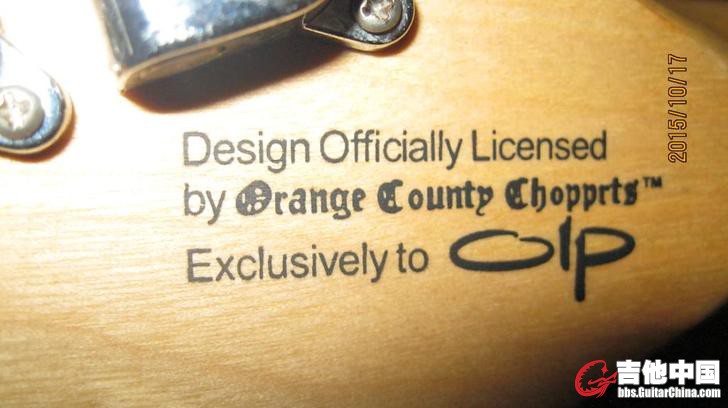 Design Officially Licensed
by Orange County Chopprts™
Exclusively to OLP
2015/10/17
吉他中国
bbs.GuitarChina.com